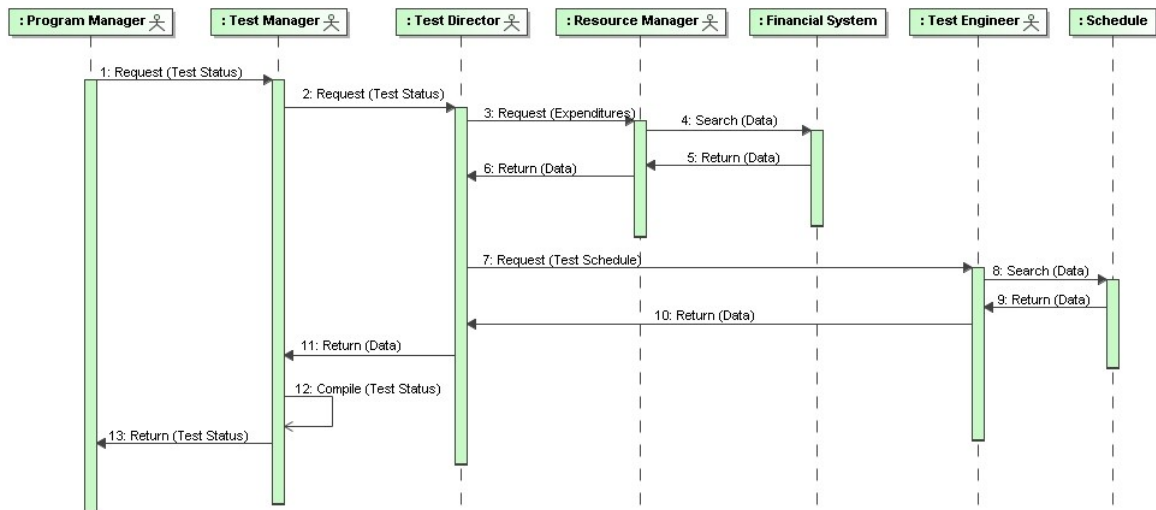 : Program Manager
: Test Manager
: Test Director
: Resource Manager
: Financial System
: Test Engineer
: Schedule
1: Request (Test Status)
2: Request (Test Status)
3: Request (Expenditures)
4: Search (Data)
5: Return (Data)
6: Return (Data)
7: Request (Test Schedule)
8: Search (Data)
9: Return (Data)
10: Return (Data)
11: Return (Data)
12: Compile (Test Status)
13: Return (Test Status)